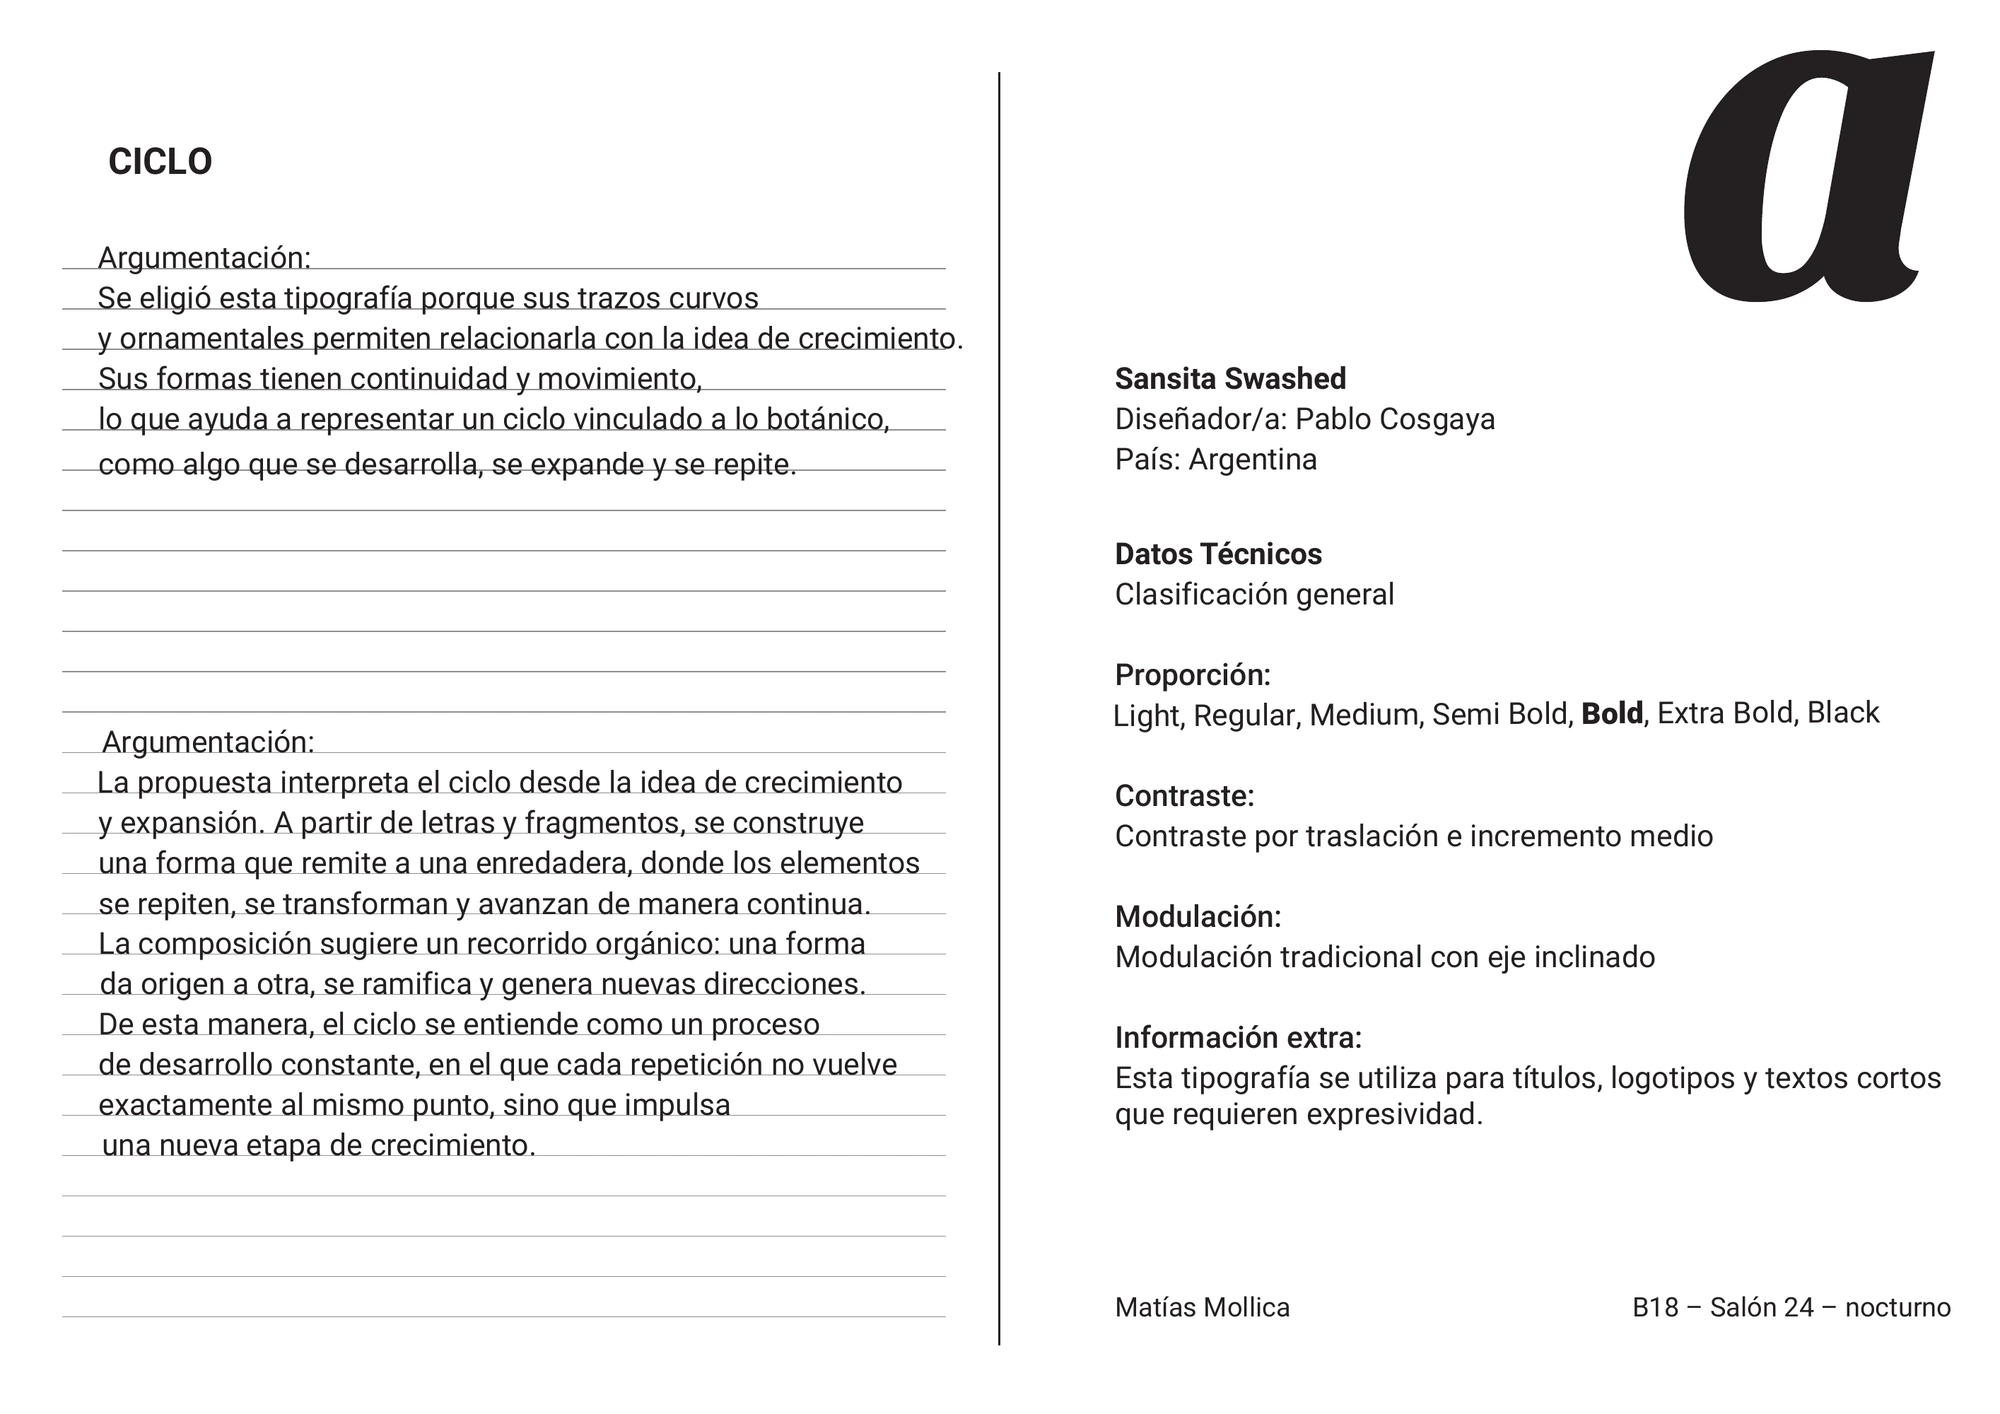 CICLO
Argumentación:
Se eligió esta tipografía porque sus trazos curvos
y ornamentales permiten relacionarla con la idea de crecimiento.
Sus formas tienen continuidad y movimiento,
lo que ayuda a representar un ciclo vinculado a lo botánico,
como algo que se desarrolla, se expande y se repite.
Argumentación:
La propuesta interpreta el ciclo desde la idea de crecimiento
y expansión. A partir de letras y fragmentos, se construye
una forma que remite a una enredadera, donde los elementos
se repiten, se transforman y avanzan de manera continua.
La composición sugiere un recorrido orgánico: una forma
da origen a otra, se ramifica y genera nuevas direcciones.
De esta manera, el ciclo se entiende como un proceso
de desarrollo constante, en el que cada repetición no vuelve
exactamente al mismo punto, sino que impulsa
una nueva etapa de crecimiento.
a
Sansita Swashed
Diseñador/a: Pablo Cosgaya
País: Argentina
Datos Técnicos
Clasificación general
Proporción:
Light, Regular, Medium, Semi Bold, Bold, Extra Bold, Black
Contraste:
Contraste por traslación e incremento medio
Modulación:
Modulación tradicional con eje inclinado
Información extra:
Esta tipografía se utiliza para títulos, logotipos y textos cortos
que requieren expresividad.
Matías Mollica
B18 – Salón 24 – nocturno